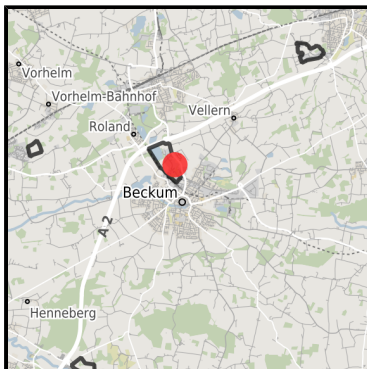 Vorhelm
Vorhelm-Bahnhof
Vellern
Roland
Beckum
A 2
Henneberg